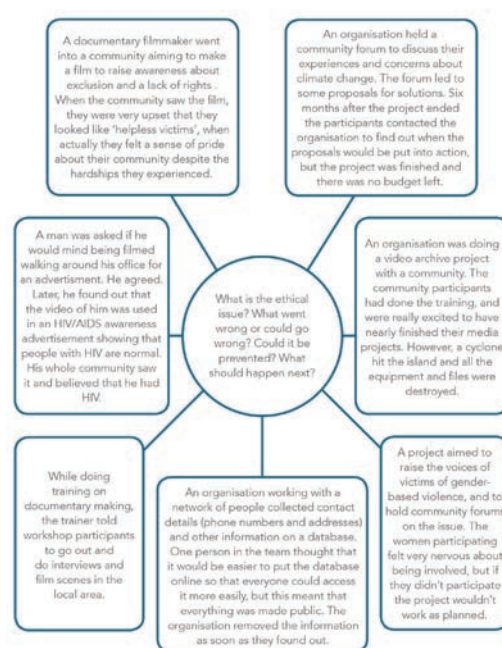 A documentary filmmaker went
into a community aiming to make
a film to raise awareness about
exclusion and a lack of rights .
When the community saw the film,
they were very upset that they
looked like 'helpless victims', when
actually they felt a sense of pride
about their community despite the
hardships they experienced.
An organisation held a
community forum to discuss their
experiences and concerns about
climate change. The forum led to
some proposals for solutions. Six
months after the project ended
the participants contacted the
organisation to find out when the
proposals would be put into action,
but the project was finished and
there was no budget left.
A man was asked if he
would mind being filmed
walking around his office for
an advertisment. He agreed.
Later, he found out that
the video of him was used
in an HIV/AIDS awareness
advertisement showing that
people with HIV are normal.
His whole community saw
it and believed that he had
HIV.
What is the ethical
issue? What went
wrong or could go
wrong? Could it be
prevented? What
should happen next?
An organisation was doing
a video archive project
with a community. The
community participants
had done the training, and
were really excited to have
nearly finished their media
projects. However, a cyclone
hit the island and all the
equipment and files were
destroyed.
While doing
training on
documentary making,
the trainer told
workshop participants
to go out and
do interviews and
film scenes in the
local area.
An organisation working with a
network of people collected contact
details (phone numbers and addresses)
and other information on a database.
One person in the team thought that
it would be easier to put the database
online so that everyone could access
it more easily, but this meant that
everything was made public. The
organisation removed the information
as soon as they found out.
A project aimed to
raise the voices of
victims of gender-
based violence, and to
hold community forums
on the issue. The
women participating
felt very nervous about
being involved, but if
they didn't participate
the project wouldn't
work as planned.